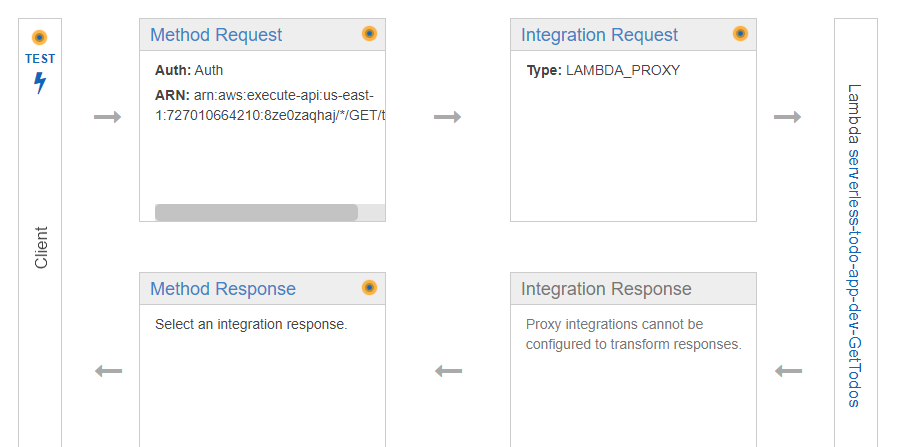 TEST
Client
Method Request
Auth: Auth
ARN: arn:aws:execute-api:us-east-
1:727010664210:8ze0zaqhaj/*/GET/t
Integration Request
Type: LAMBDA_PROXY
Lambda serverless-todo-app-dev-GetTodos
Method Response
Select an integration response.
Integration Response
Proxy integrations cannot be
configured to transform responses.